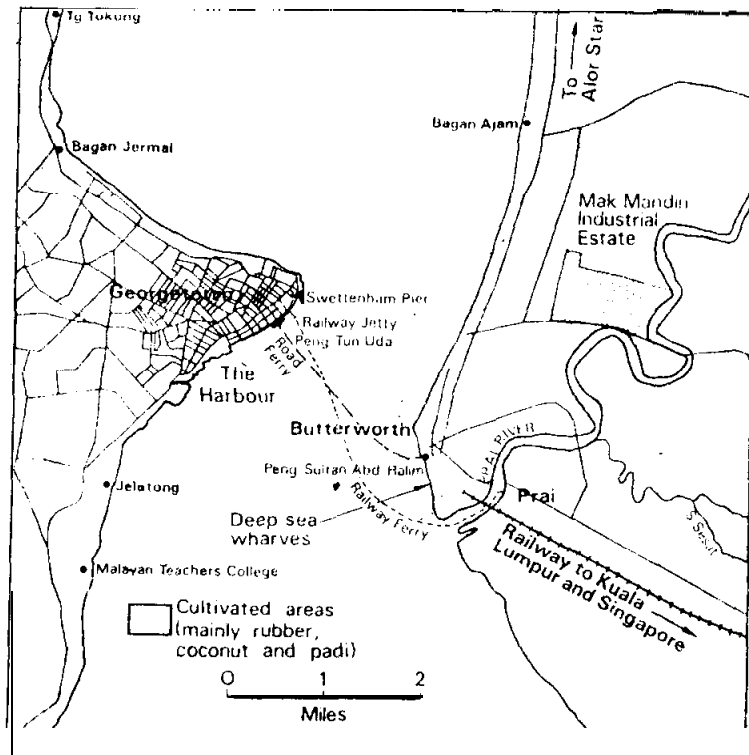 Tg Tokong
To
Alor Star
Bagan Ajam
Bagan Jermal
Mak Mandin
Industrial
Estate
Georgetown
Swettenham Pier
Railway Jetty
Peng Tun Uda
Road
Ferry
The
Harbour
Butterworth
PRAI RIVER
Peng Sultan Abd Halim
Prai
Jelutong
Railway Ferry
Deep sea
wharves
Railway to Kuala
Lumpur and Singapore
Malayan Teachers College
Cultivated areas
(mainly rubber,
coconut and padi)
0 1 2
Miles